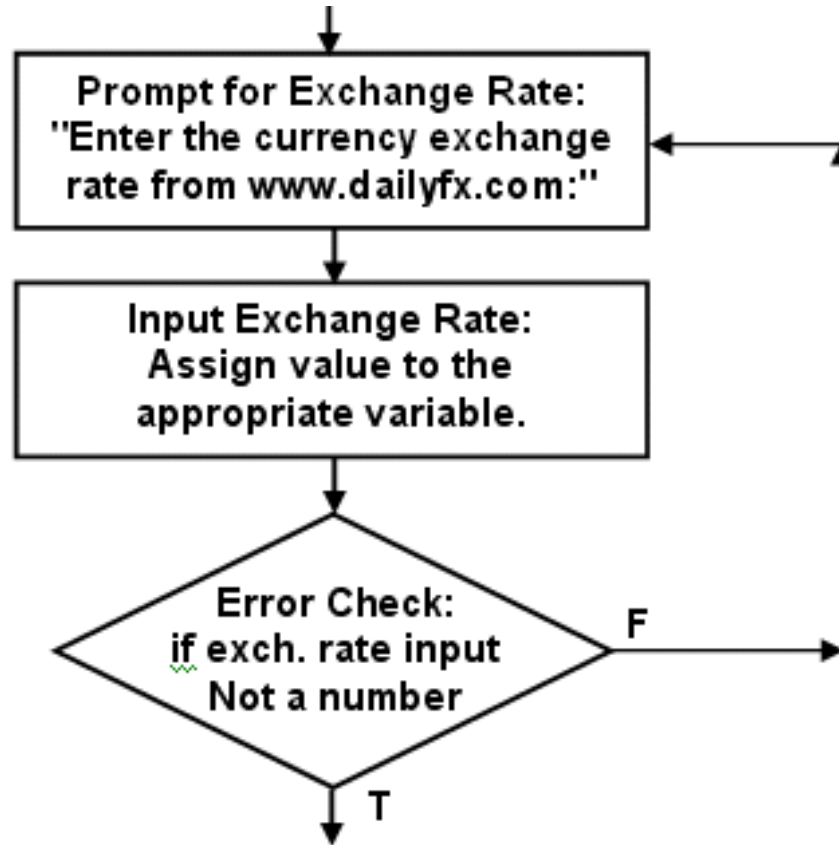 Prompt for Exchange Rate:
"Enter the currency exchange
rate from www.dailyfx.com:"
Input Exchange Rate:
Assign value to the
appropriate variable.
Error Check:
if exch. rate input
Not a number
F
T